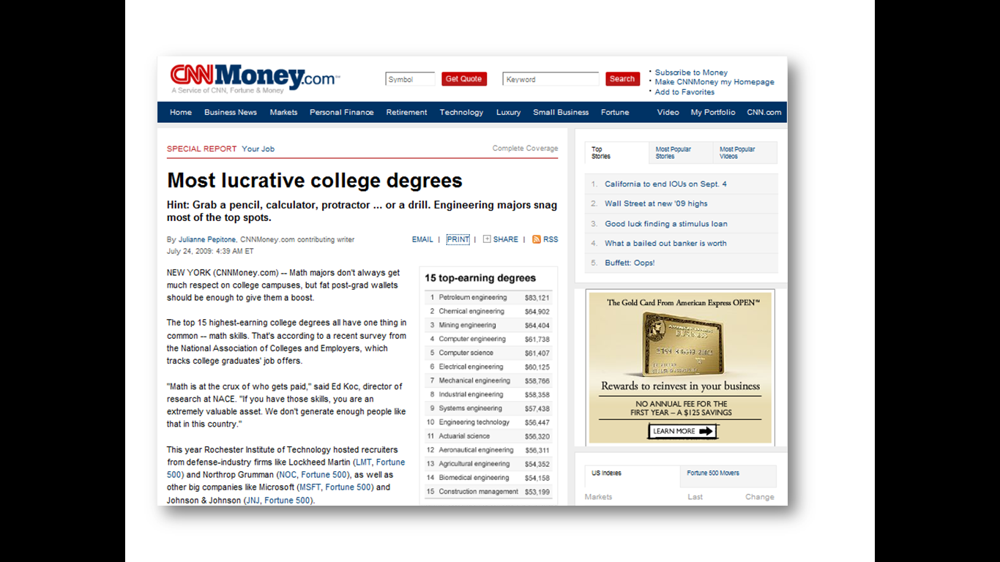 CNNMoney.com
A Service of CNN, Fortune & Money
Symbol
Get Quote
Keyword
Search
Subscribe to Money
Make CNNMoney my Homepage
Add to Favorites
Home Business News Markets Personal Finance Retirement Technology Luxury Small Business Fortune Video My Portfolio CNN.com
SPECIAL REPORT Your Job
Complete Coverage
Most lucrative college degrees
Hint: Grab a pencil, calculator, protractor ... or a drill. Engineering majors snag
most of the top spots.
By Julianne Pepitone, CNNMoney.com contributing writer
July 24, 2009: 4:39 AM ET
EMAIL | PRINT | SHARE | RSS
NEW YORK (CNNMoney.com) -- Math majors don't always get
much respect on college campuses, but fat post-grad wallets
should be enough to give them a boost.
The top 15 highest-earning college degrees all have one thing in
common -- math skills. That's according to a recent survey from
the National Association of Colleges and Employers, which
tracks college graduates' job offers.
"Math is at the crux of who gets paid," said Ed Koc, director of
research at NACE. "If you have those skills, you are an
extremely valuable asset. We don't generate enough people like
that in this country."
This year Rochester Institute of Technology hosted recruiters
from defense-industry firms like Lockheed Martin (LMT, Fortune
500) and Northrop Grumman (NOC, Fortune 500), as well as
other big companies like Microsoft (MSFT, Fortune 500) and
Johnson & Johnson (JNJ, Fortune 500).
15 top-earning degrees
1 Petroleum engineering $83,121
2 Chemical engineering $64,902
3 Mining engineering $64,404
4 Computer engineering $61,738
5 Computer science $61,407
6 Electrical engineering $60,125
7 Mechanical engineering $58,766
8 Industrial engineering $58,358
9 Systems engineering $57,438
10 Engineering technology $56,447
11 Actuarial science $56,320
12 Aeronautical engineering $56,311
13 Agricultural engineering $54,352
14 Biomedical engineering $54,158
15 Construction management $53,199
Top
Stories
Most Popular
Stories
Most Popular
Videos
1. California to end IOUs on Sept. 4
2. Wall Street at new '09 highs
3. Good luck finding a stimulus loan
4. What a bailed out banker is worth
5. Buffett: Oops!
The Gold Card From American Express OPEN™
AMERICAN EXPRESS
BUSINESS
Rewards to reinvest in your business
NO ANNUAL FEE FOR THE
FIRST YEAR – A $125 SAVINGS
LEARN MORE
US Indexes
Fortune 500 Movers
Markets Last Change